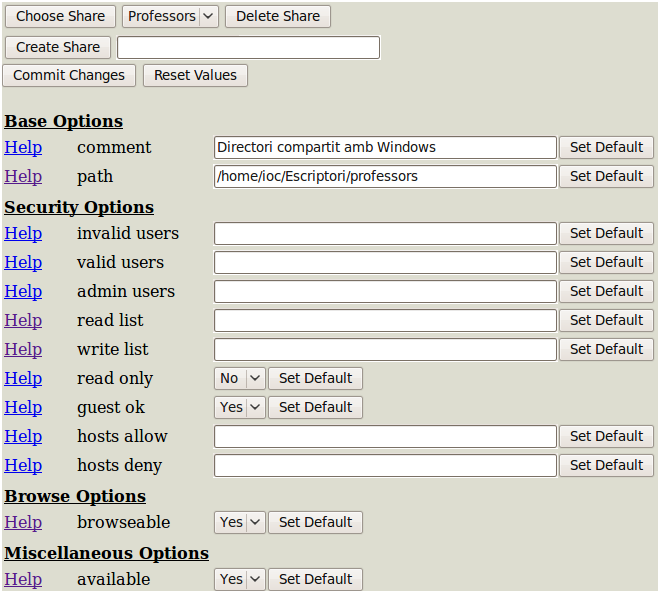 Choose Share Professors Delete Share
Create Share
Commit Changes Reset Values
Base Options
Help comment Directori compartit amb Windows Set Default
Help path /home/ioc/Escriptori/professors Set Default
Security Options
Help invalid users Set Default
Help valid users Set Default
Help admin users Set Default
Help read list Set Default
Help write list Set Default
Help read only No Set Default
Help guest ok Yes Set Default
Help hosts allow Set Default
Help hosts deny Set Default
Browse Options
Help browseable Yes Set Default
Miscellaneous Options
Help available Yes Set Default